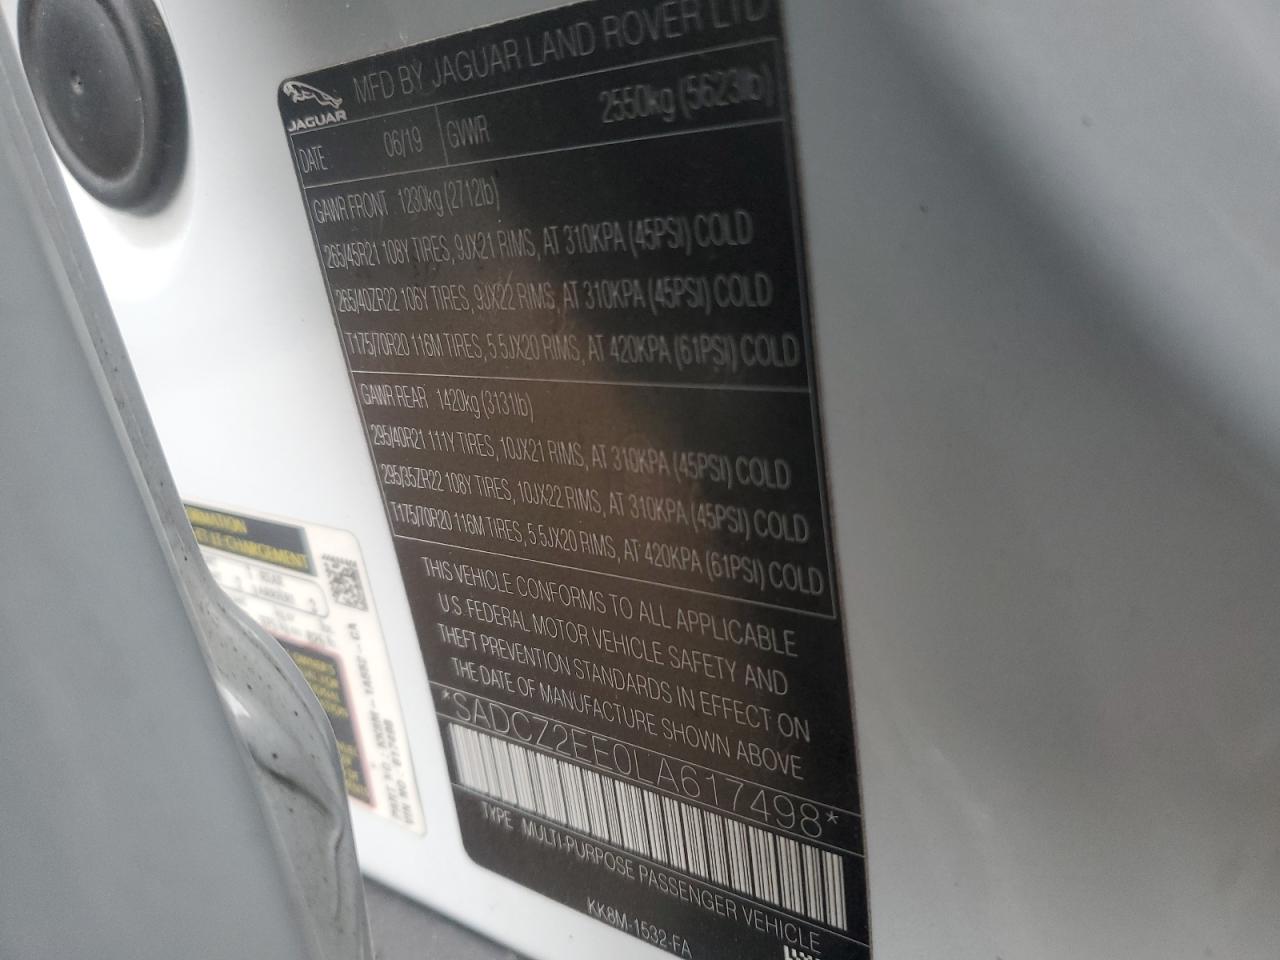 MFD BY JAGUAR LAND ROVER LTD
JAGUAR
DATE 06/19 GVWR 2550kg (5623lb)
GAWR FRONT 1230kg (2712lb)
265/45R21 108Y TIRES, 9JX21 RIMS, AT 310KPA (45PSI) COLD
265/40ZR22 106Y TIRES, 9JX22 RIMS, AT 310KPA (45PSI) COLD
T175/70R20 116M TIRES, 5.5JX20 RIMS, AT 420KPA (61PSI) COLD
GAWR REAR 1420kg (3131lb)
295/40R21 111Y TIRES, 10JX21 RIMS, AT 310KPA (45PSI) COLD
295/35ZR22 108Y TIRES, 10JX22 RIMS, AT 310KPA (45PSI) COLD
T175/70R20 116M TIRES, 5.5JX20 RIMS, AT 420KPA (61PSI) COLD
THIS VEHICLE CONFORMS TO ALL APPLICABLE
U.S. FEDERAL MOTOR VEHICLE SAFETY AND
THEFT PREVENTION STANDARDS IN EFFECT ON
THE DATE OF MANUFACTURE SHOWN ABOVE
*SADCZ2EE0LA617498*
TYPE MULTI-PURPOSE PASSENGER VEHICLE
KK8M-1532-FA
LE CHARGEMENT
REAR